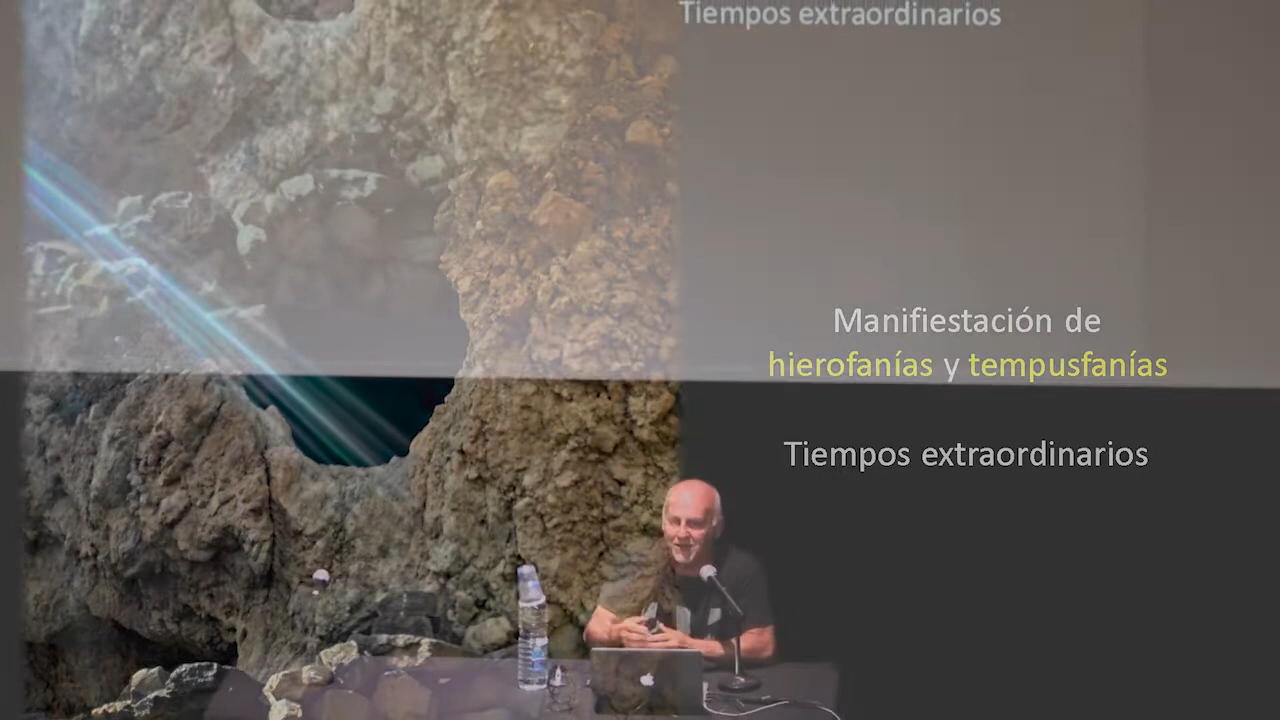 Tiempos extraordinarios
Manifiestación de
hierofanías y tempusfanías
Tiempos extraordinarios